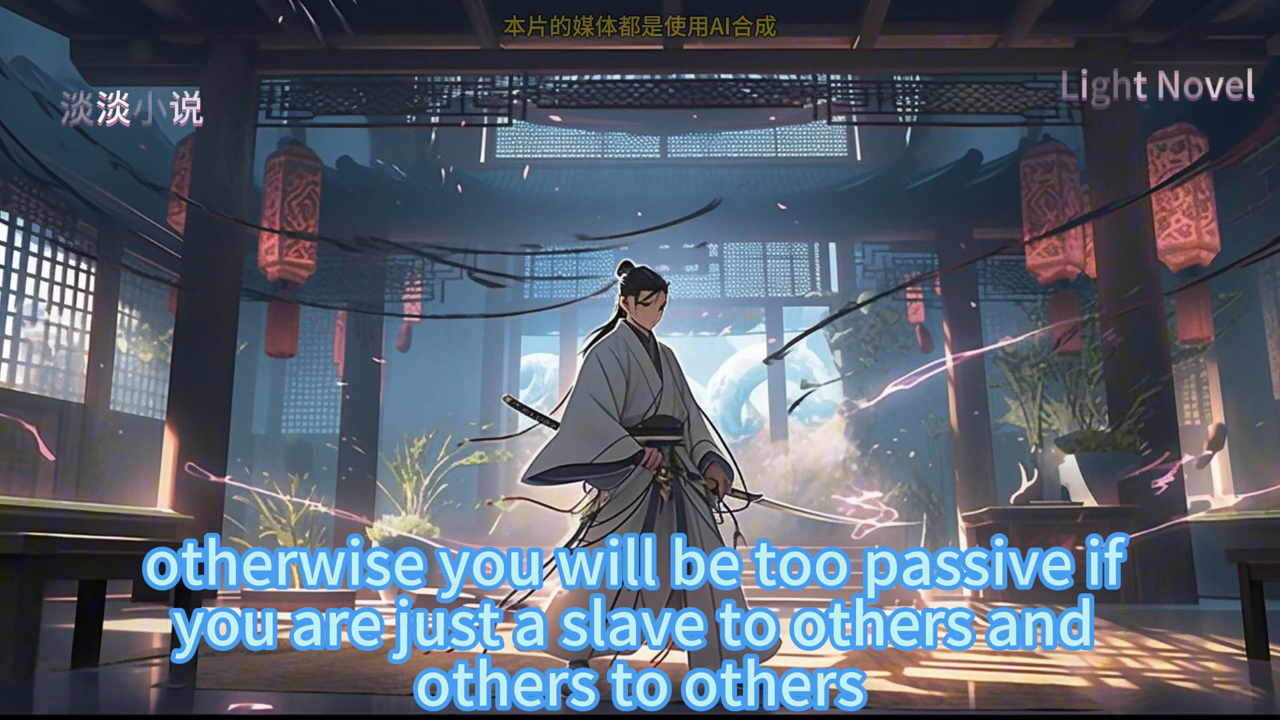 本片的媒体都是使用AI合成
淡淡小说
Light Novel
otherwise you will be too passive if
you are just a slave to others and
others to others